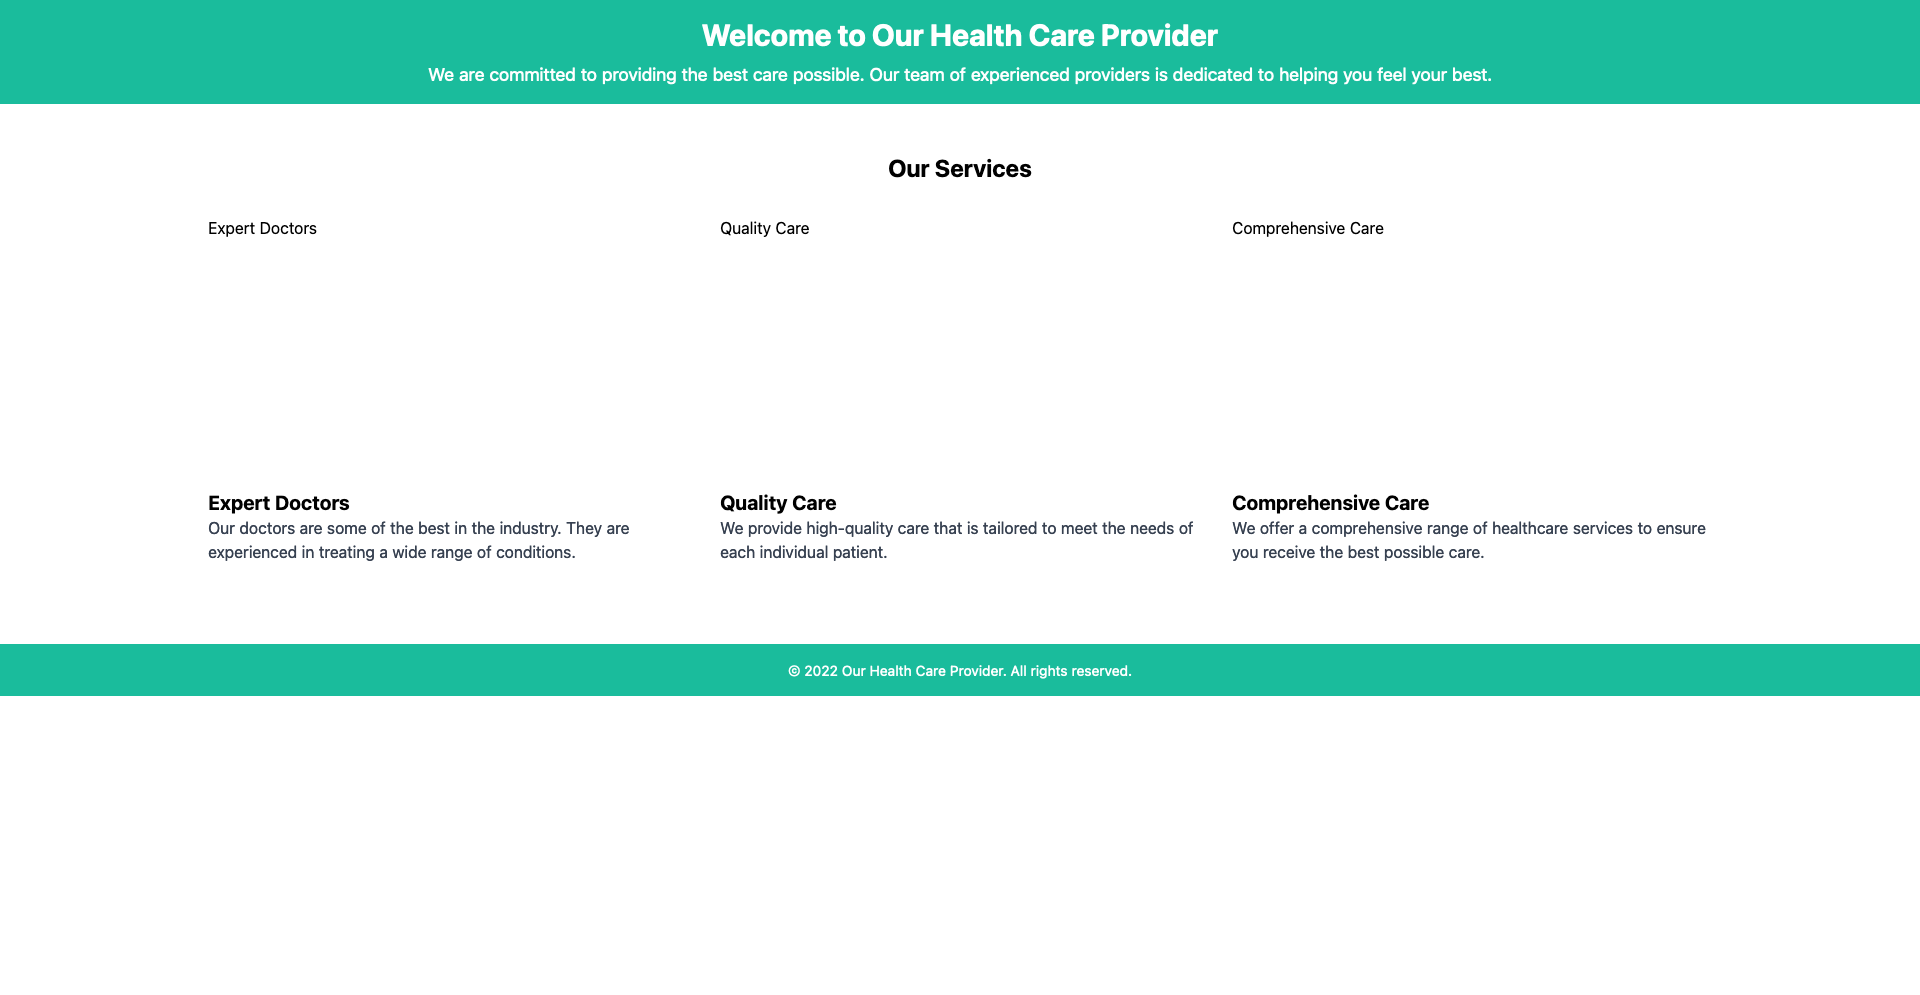 Welcome to Our Health Care Provider
We are committed to providing the best care possible. Our team of experienced providers is dedicated to helping you feel your best.
Our Services
Expert Doctors
Quality Care
Comprehensive Care
Expert Doctors
Our doctors are some of the best in the industry. They are
experienced in treating a wide range of conditions.
Quality Care
We provide high-quality care that is tailored to meet the needs of
each individual patient.
Comprehensive Care
We offer a comprehensive range of healthcare services to ensure
you receive the best possible care.
© 2022 Our Health Care Provider. All rights reserved.